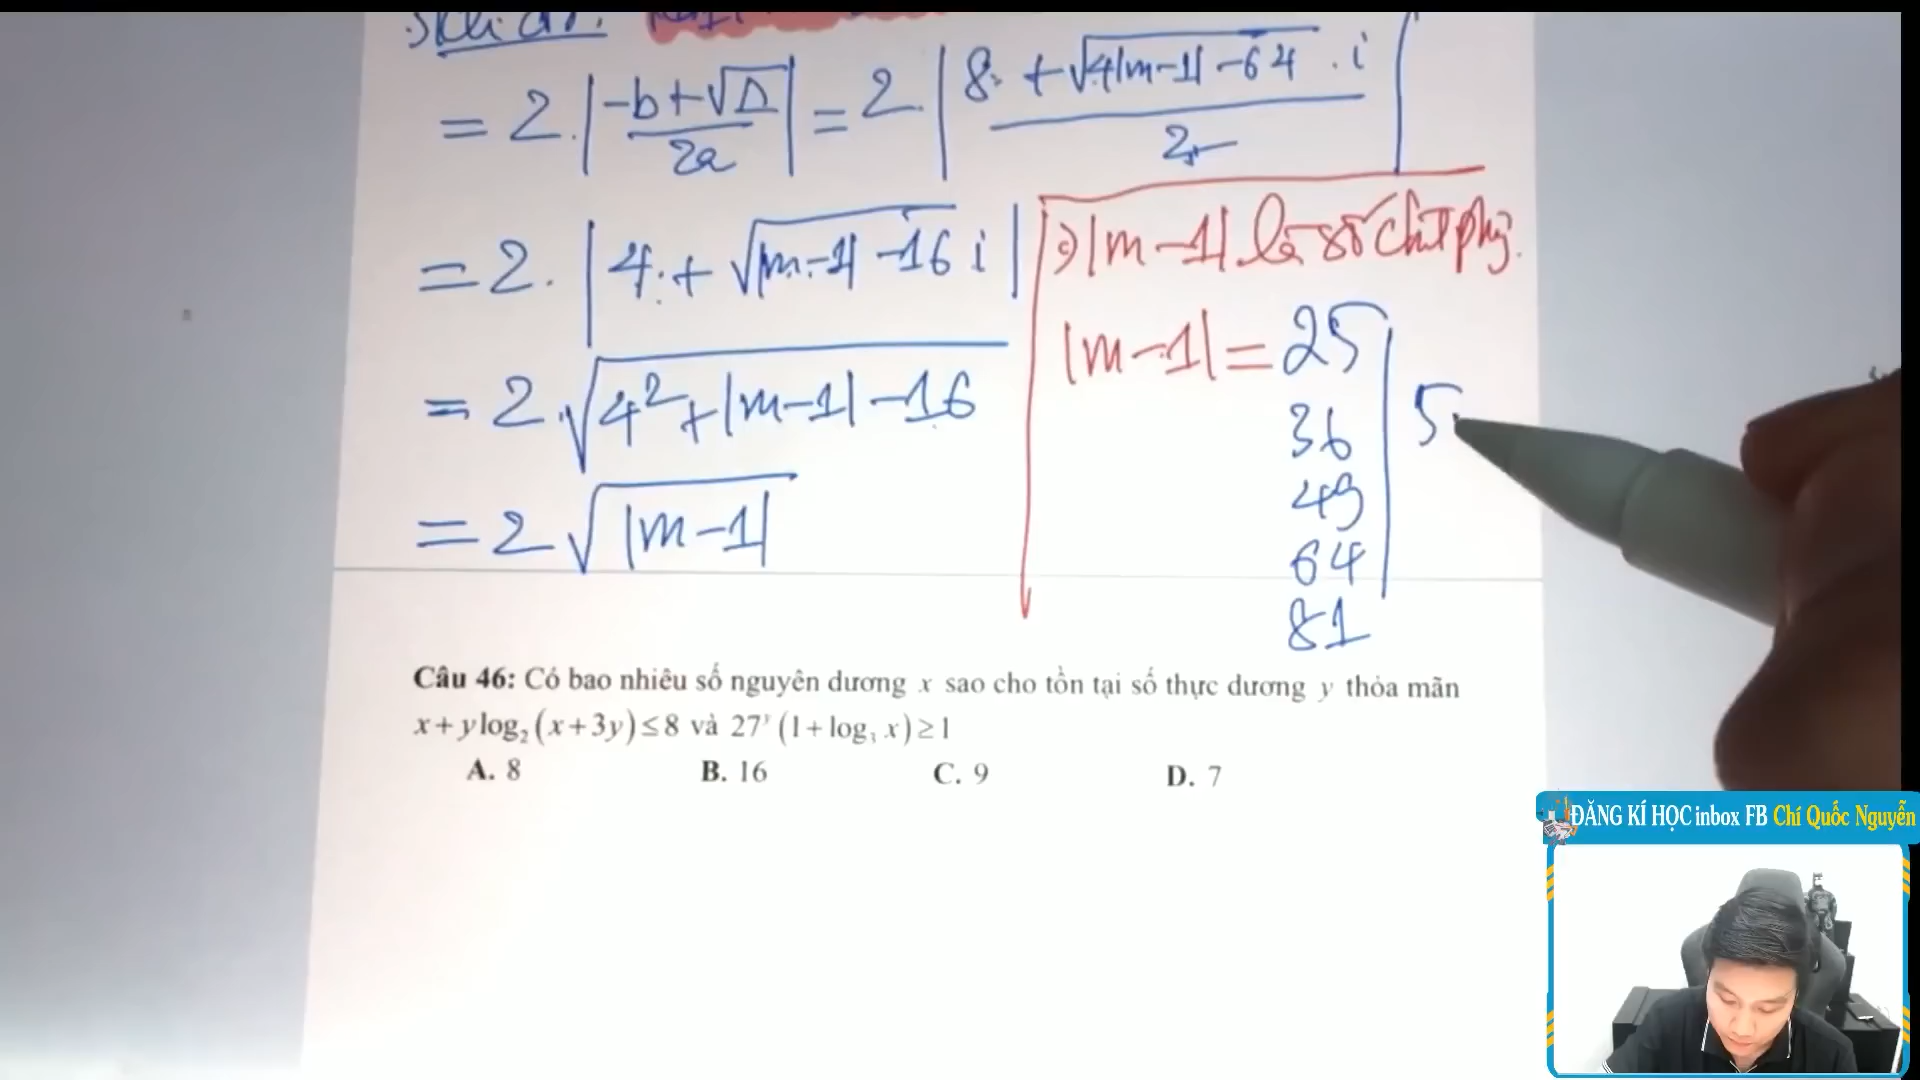 = 2. |(-b+√Δ)/2a| = 2. |(8 + √(4|m-1| -64) . i)/2|
= 2. | 4 + √(|m-1| -16) i |
|m-1| là số chính phg.
|m-1| = 25
36
49
64
81
5
= 2 √(4² + |m-1| -16)
= 2 √|m-1|
Câu 46: Có bao nhiêu số nguyên dương x sao cho tồn tại số thực dương y thỏa mãn
x + y log₂ (x + 3y) ≤ 8 và 27ʸ (1 + log₃ x) ≥ 1
A. 8 B. 16 C. 9 D. 7
ĐĂNG KÍ HỌC inbox FB Chí Quốc Nguyễn